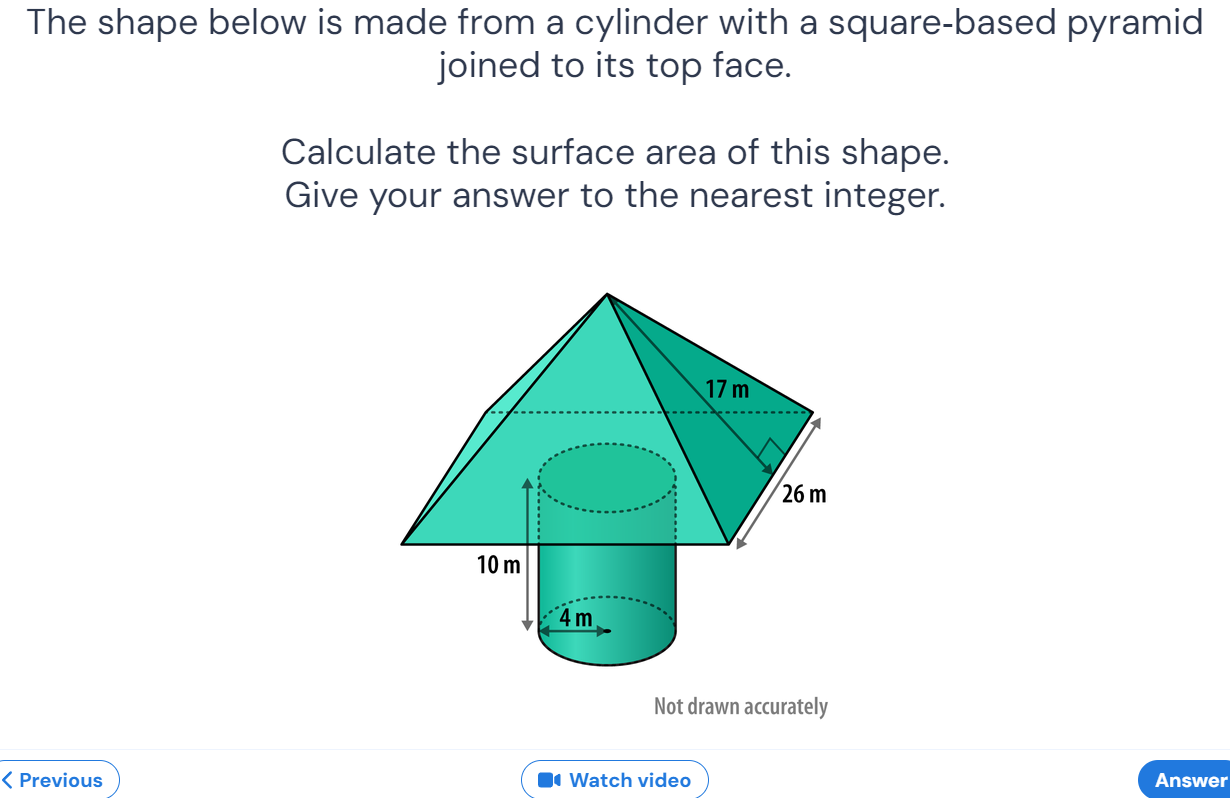 The shape below is made from a cylinder with a square-based pyramid
joined to its top face.
Calculate the surface area of this shape.
Give your answer to the nearest integer.
17 m
26 m
10 m
4 m
Not drawn accurately
Previous
Watch video
Answer